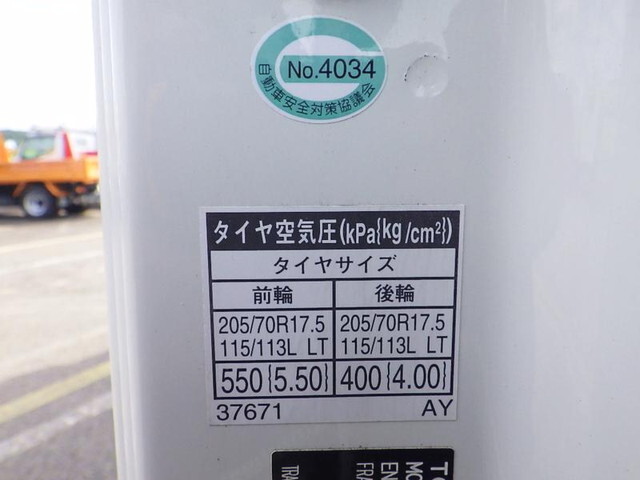 No.4034
自動車安全対策協議会
タイヤ空気圧(kPa{kg/cm²})
タイヤサイズ
前輪 後輪
205/70R17.5 205/70R17.5
115/113L LT 115/113L LT
550{5.50} 400{4.00}
37671 AY